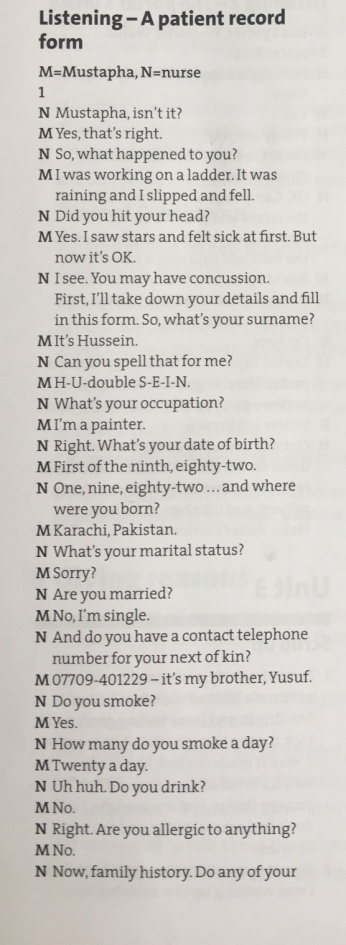 Listening – A patient record
form
M=Mustapha, N=nurse
1
N Mustapha, isn't it?
M Yes, that's right.
N So, what happened to you?
M I was working on a ladder. It was
raining and I slipped and fell.
N Did you hit your head?
M Yes. I saw stars and felt sick at first. But
now it's OK.
N I see. You may have concussion.
First, I'll take down your details and fill
in this form. So, what's your surname?
M It's Hussein.
N Can you spell that for me?
M H-U-double S-E-I-N.
N What's your occupation?
M I'm a painter.
N Right. What's your date of birth?
M First of the ninth, eighty-two.
N One, nine, eighty-two ... and where
were you born?
M Karachi, Pakistan.
N What's your marital status?
M Sorry?
N Are you married?
M No, I'm single.
N And do you have a contact telephone
number for your next of kin?
M 07709-401229 – it's my brother, Yusuf.
N Do you smoke?
M Yes.
N How many do you smoke a day?
M Twenty a day.
N Uh huh. Do you drink?
M No.
N Right. Are you allergic to anything?
M No.
N Now, family history. Do any of your